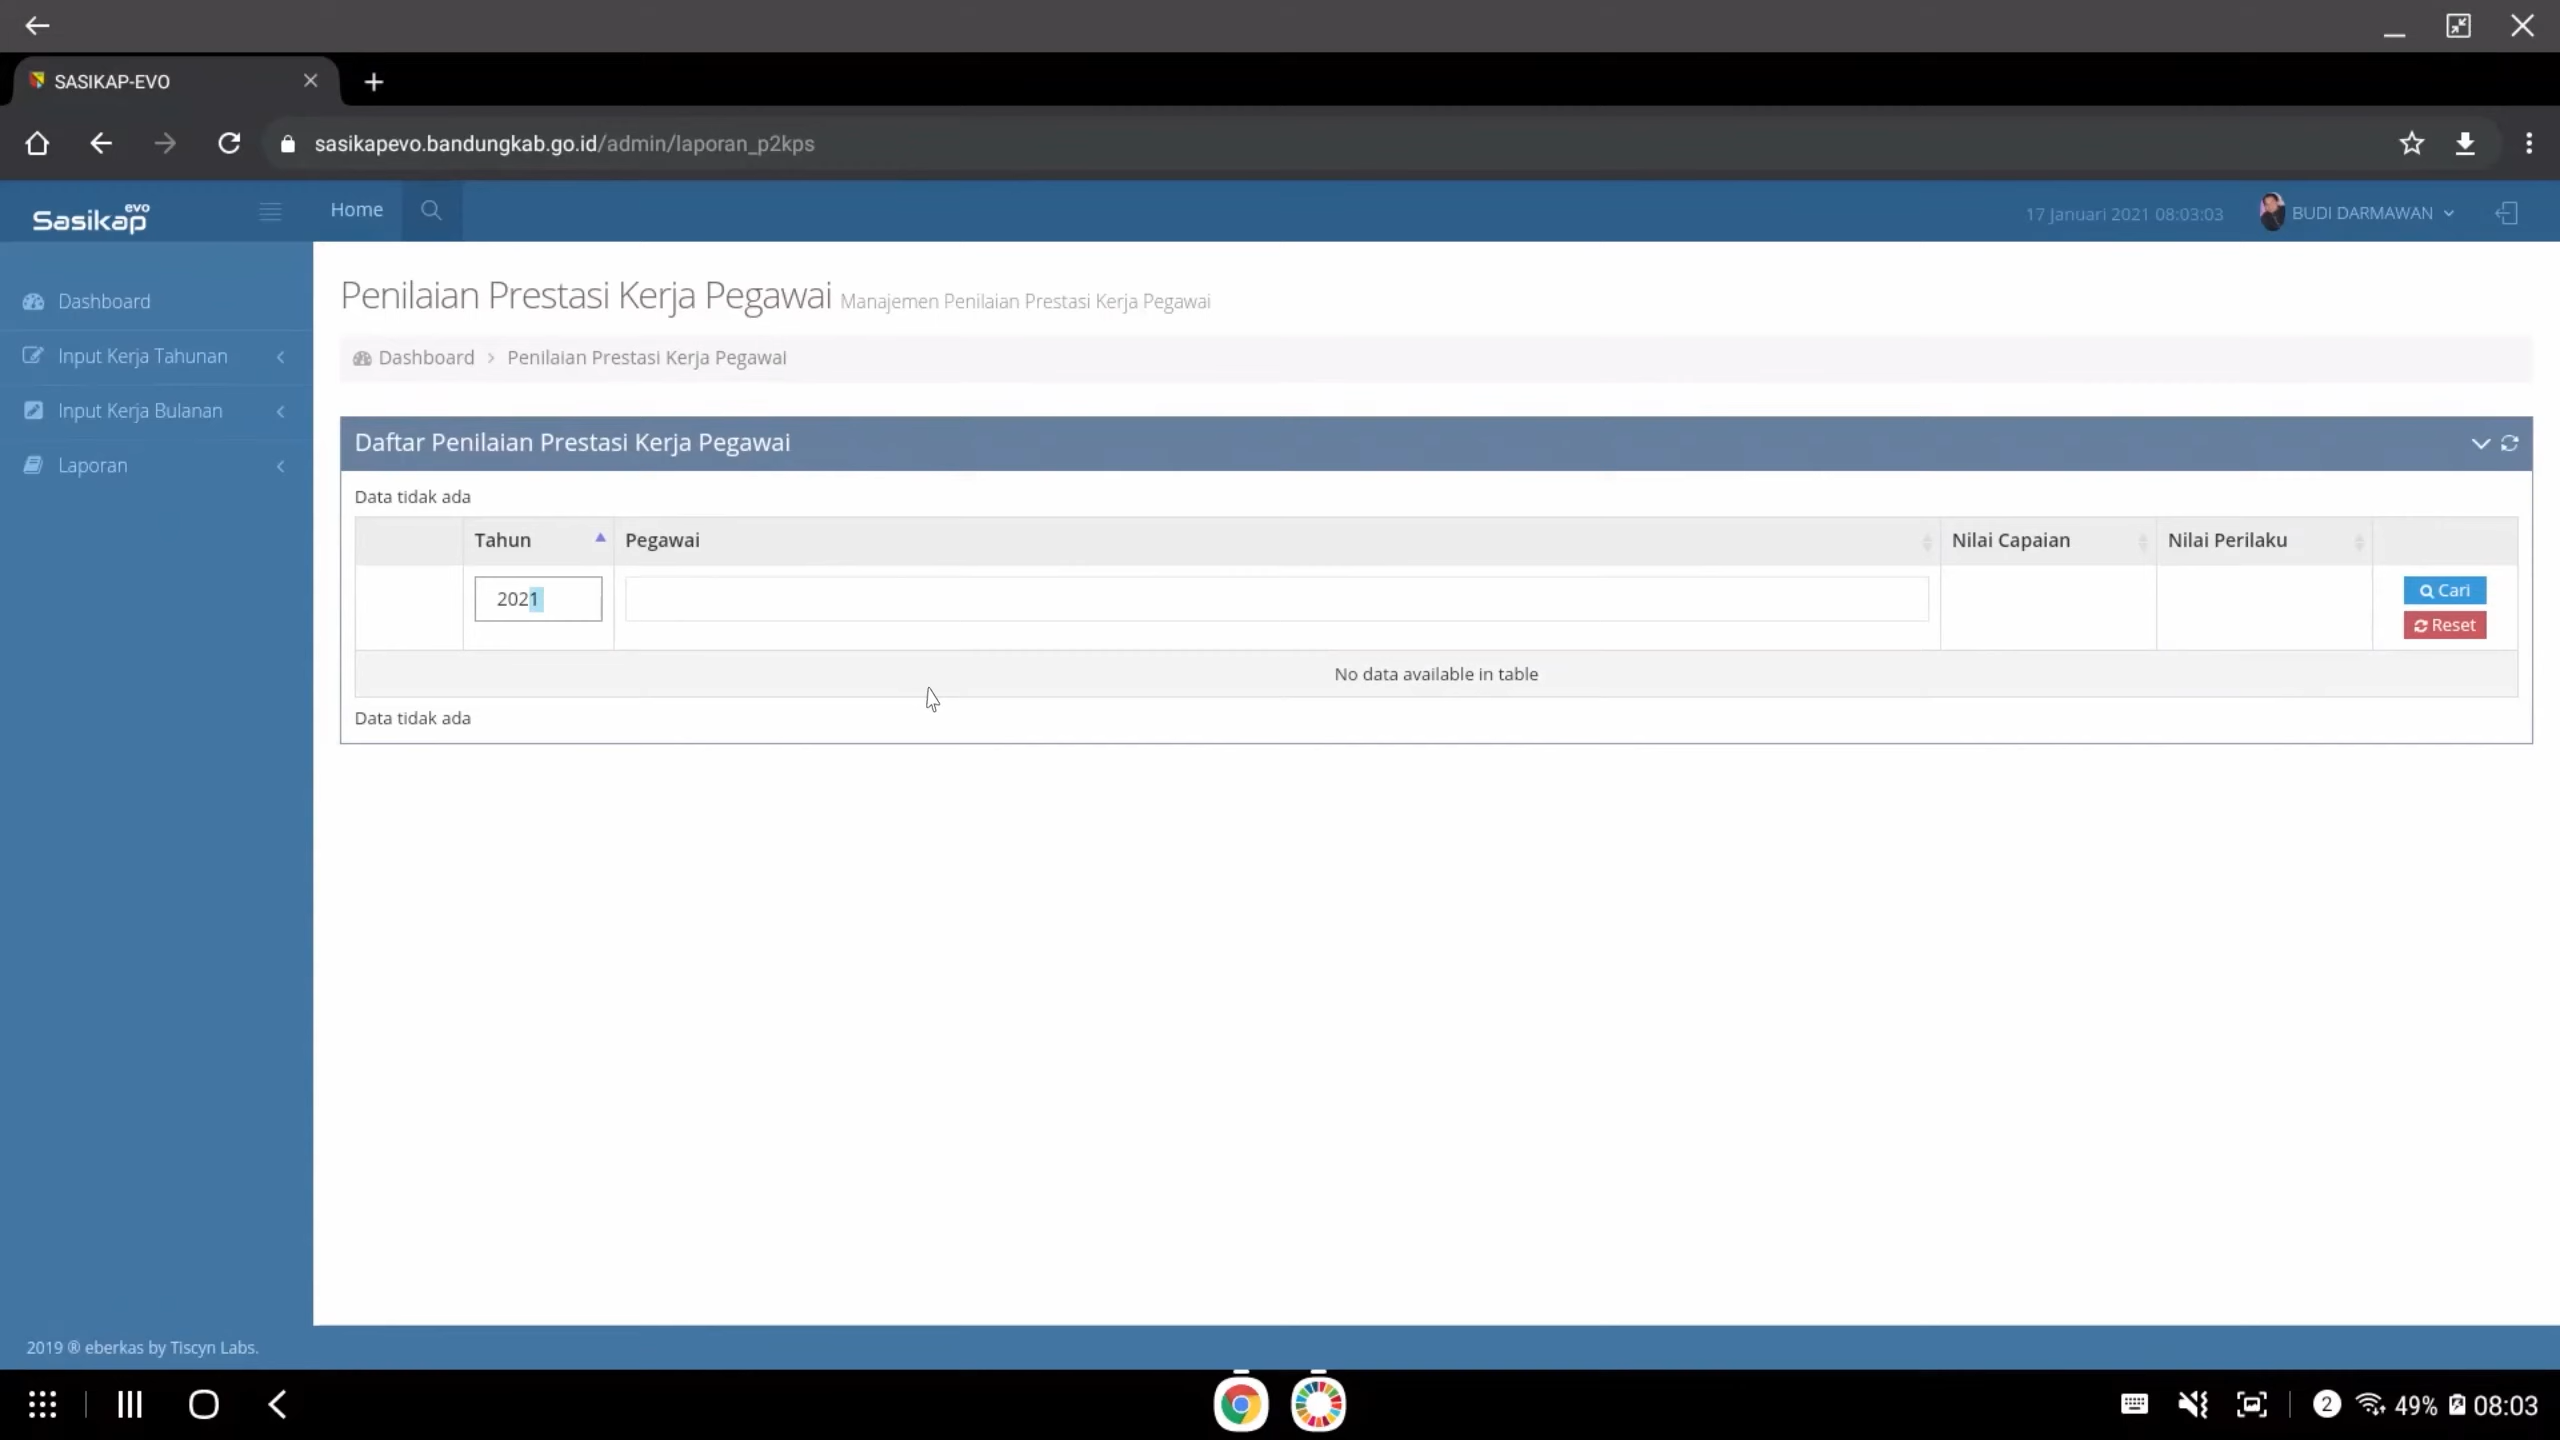 SASIKAP-EVO
sasikapevo.bandungkab.go.id/admin/laporan_p2kps
Sasikap evo
Home
17 Januari 2021 08:03:03
BUDI DARMAWAN
Dashboard
Input Kerja Tahunan
Input Kerja Bulanan
Laporan
Penilaian Prestasi Kerja Pegawai Manajemen Penilaian Prestasi Kerja Pegawai
Dashboard > Penilaian Prestasi Kerja Pegawai
Daftar Penilaian Prestasi Kerja Pegawai
Data tidak ada
Tahun Pegawai Nilai Capaian Nilai Perilaku
2021
Cari
Reset
No data available in table
Data tidak ada
2019 ® eberkas by Tiscyn Labs.
2 49% 08:03